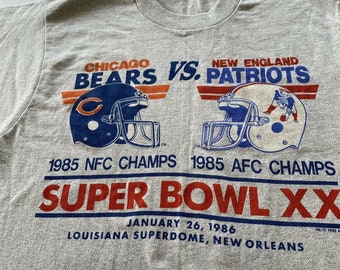 CHICAGO
BEARS VS.
NEW ENGLAND
PATRIOTS
1985 NFC CHAMPS
1985 AFC CHAMPS
SUPER BOWL XX
JANUARY 26, 1986
LOUISIANA SUPERDOME, NEW ORLEANS